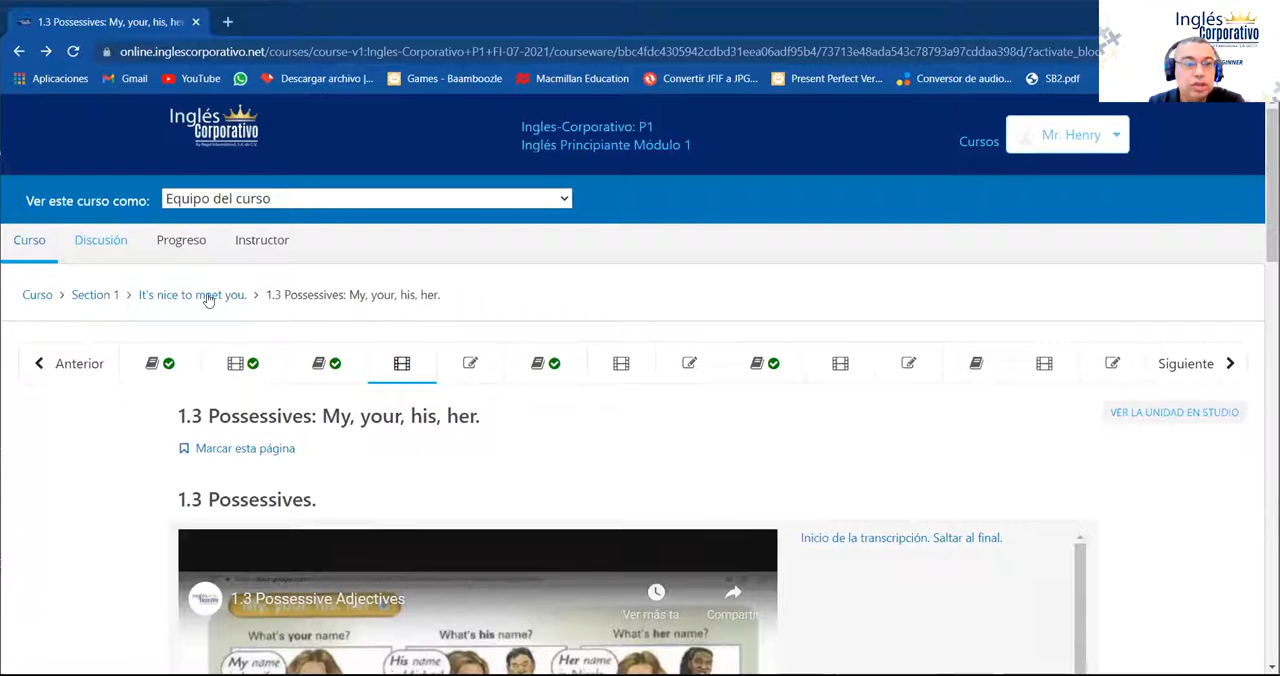 1.3 Possessives: My, your, his, he
online.inglescorporativo.net/courses/course-v1:Ingles-Corporativo+P1+FI-07-2021/courseware/bbc4fdc4305942cdbd31eea06adf95b4/73713e48ada543c78793a97cddaa398d/?activate_bloc
Aplicaciones
Gmail
YouTube
Descargar archivo |...
Games - Baamboozle
Macmillan Education
Convertir JFIF a JPG...
Present Perfect Ver...
Conversor de audio...
SB2.pdf
Inglés
Corporativo
Inglés
Corporativo
Ingles-Corporativo: P1
Inglés Principiante Módulo 1
Cursos
Mr. Henry
Ver este curso como:
Equipo del curso
Curso
Discusión
Progreso
Instructor
Curso > Section 1 > It's nice to meet you. > 1.3 Possessives: My, your, his, her.
Anterior
Siguiente
1.3 Possessives: My, your, his, her.
VER LA UNIDAD EN STUDIO
Marcar esta página
1.3 Possessives.
Inicio de la transcripción. Saltar al final.
1.3 Possessive Adjectives
Ver más ta...
Compartir
What's your name?
What's his name?
What's her name?
My name
His name
Her name